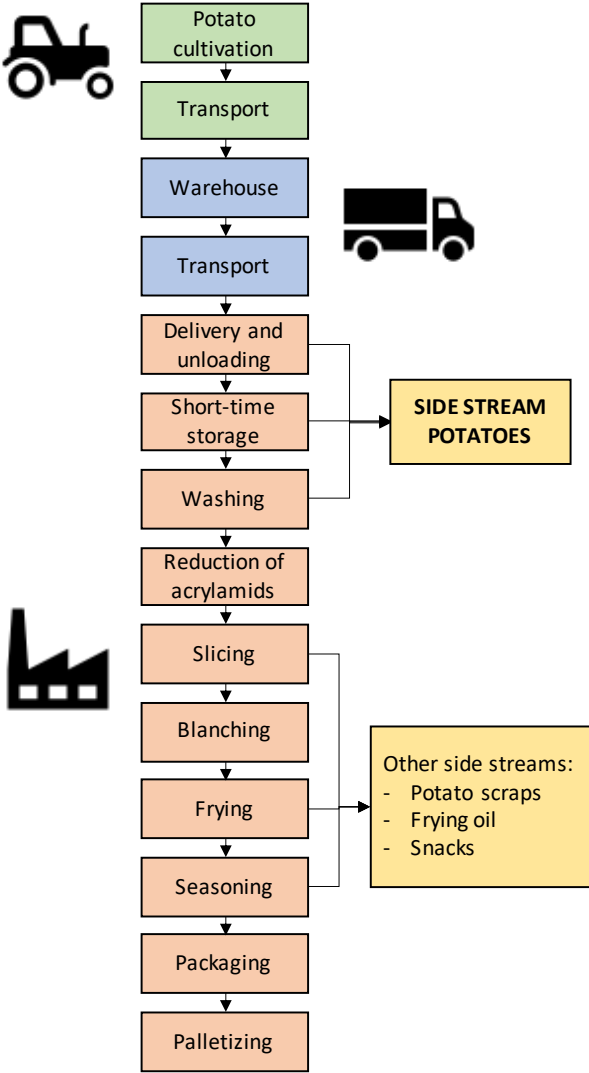 Potato
cultivation
Transport
Warehouse
Transport
Delivery and
unloading
Short-time
storage
Washing
SIDE STREAM
POTATOES
Reduction of
acrylamids
Slicing
Blanching
Frying
Seasoning
Other side streams:
- Potato scraps
- Frying oil
- Snacks
Packaging
Palletizing